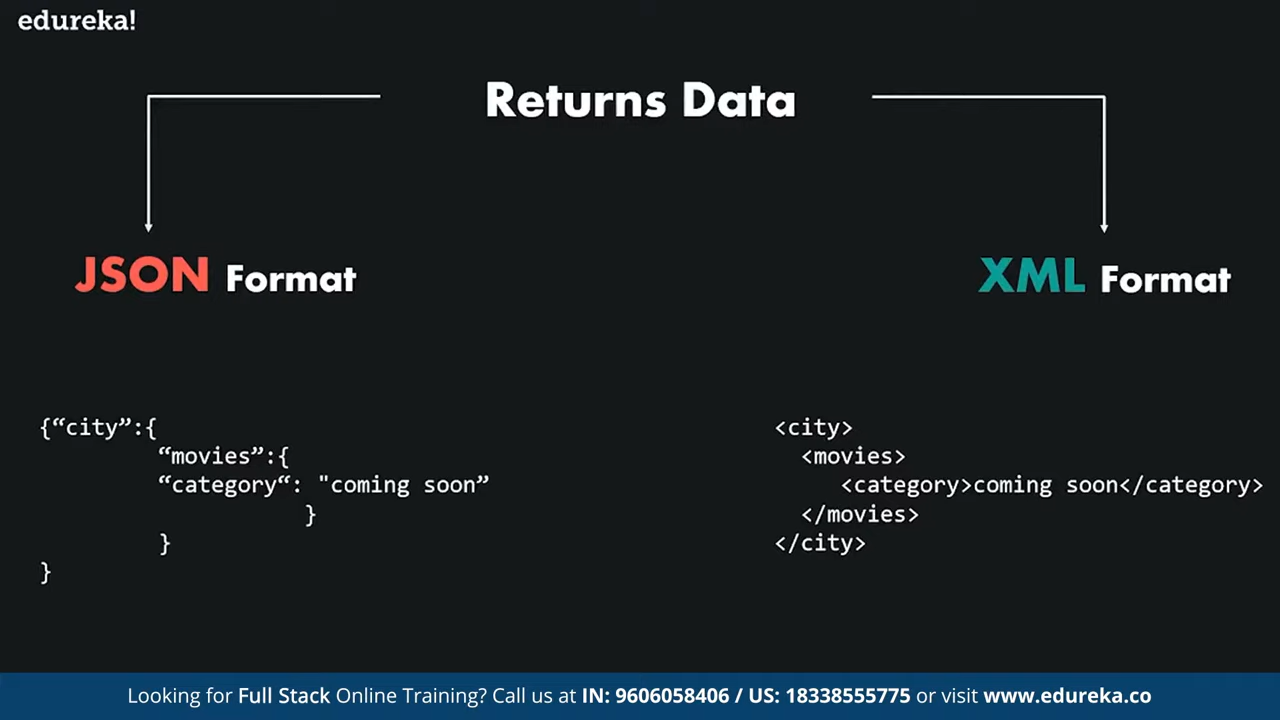 edureka!
Returns Data
JSON Format
XML Format
{“city”:{
“movies”:{
“category“: "coming soon”
}
}
}
<city>
<movies>
<category>coming soon</category>
</movies>
</city>
Looking for Full Stack Online Training? Call us at IN: 9606058406 / US: 18338555775 or visit www.edureka.co